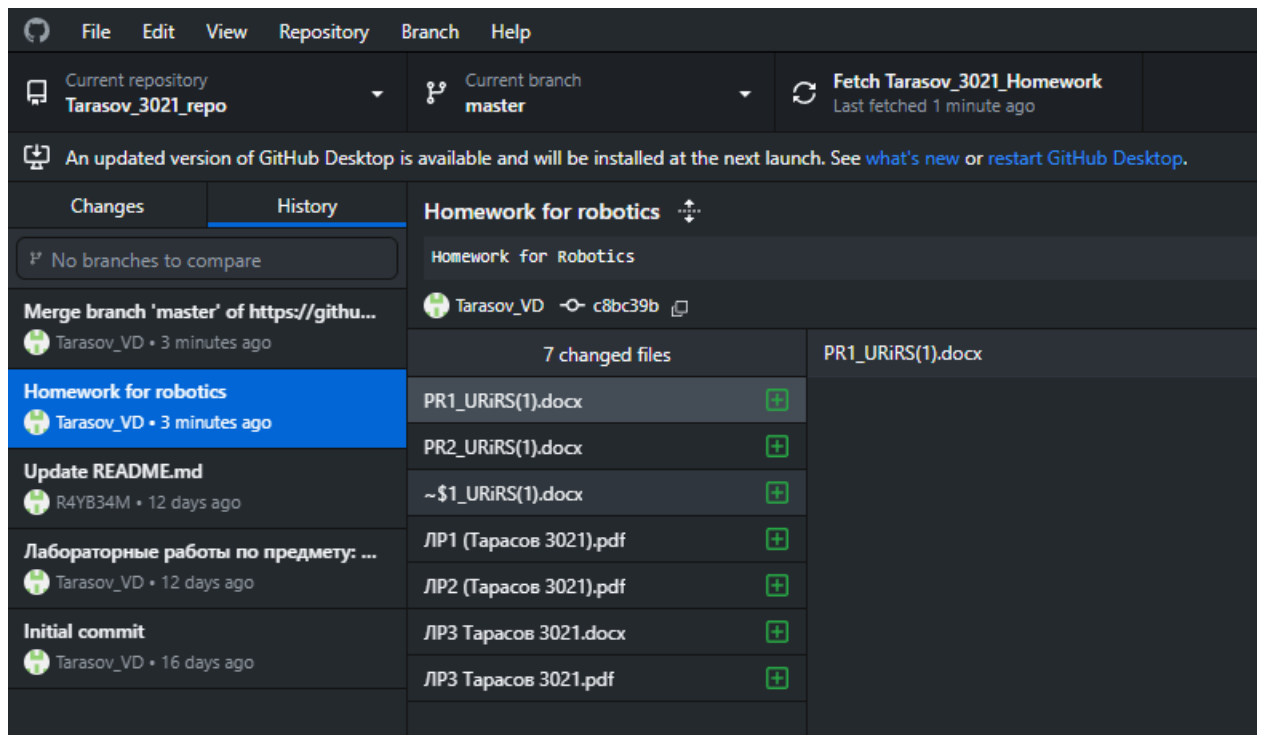 File Edit View Repository Branch Help
Current repository
Tarasov_3021_repo
Current branch
master
Fetch Tarasov_3021_Homework
Last fetched 1 minute ago
An updated version of GitHub Desktop is available and will be installed at the next launch. See what's new or restart GitHub Desktop.
Changes History
No branches to compare
Merge branch 'master' of https://githu...
Tarasov_VD • 3 minutes ago
Homework for robotics
Tarasov_VD • 3 minutes ago
Update README.md
R4YB34M • 12 days ago
Лабораторные работы по предмету: ...
Tarasov_VD • 12 days ago
Initial commit
Tarasov_VD • 16 days ago
Homework for robotics
Homework for Robotics
Tarasov_VD c8bc39b
7 changed files
PR1_URiRS(1).docx
PR2_URiRS(1).docx
~$1_URiRS(1).docx
ЛР1 (Тарасов 3021).pdf
ЛР2 (Тарасов 3021).pdf
ЛР3 Тарасов 3021.docx
ЛР3 Тарасов 3021.pdf
PR1_URiRS(1).docx